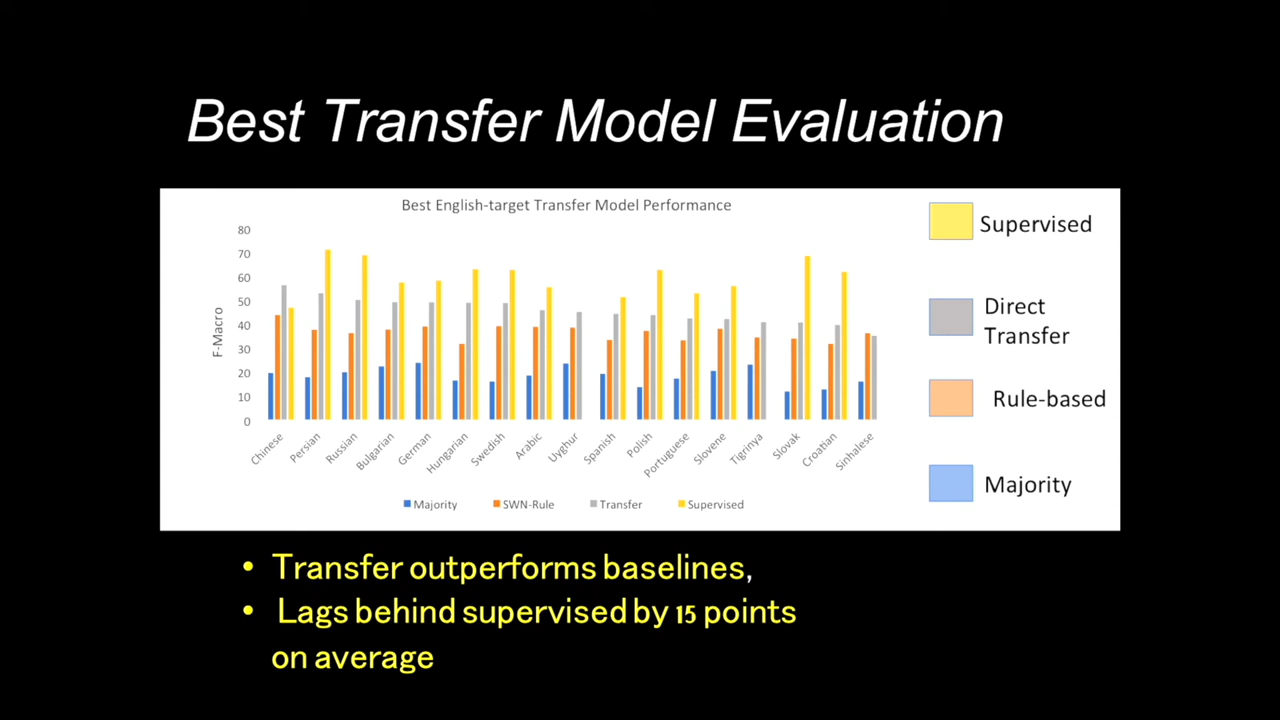 Best Transfer Model Evaluation
Best English-target Transfer Model Performance
80
70
60
50
40
30
20
10
0
F-Macro
Chinese
Persian
Russian
Bulgarian
German
Hungarian
Swedish
Arabic
Uyghur
Spanish
Polish
Portuguese
Slovene
Tigrinya
Slovak
Croatian
Sinhalese
Majority SWN-Rule Transfer Supervised
Supervised
Direct
Transfer
Rule-based
Majority
• Transfer outperforms baselines,
• Lags behind supervised by 15 points
on average